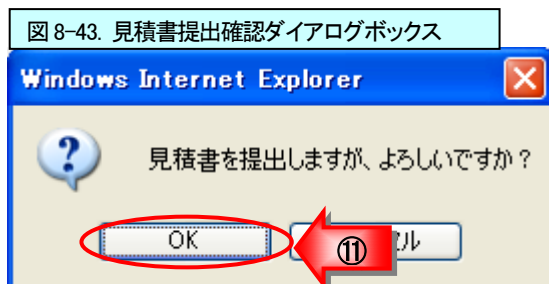 図 8-43. 見積書提出確認ダイアログボックス
Windows Internet Explorer
見積書を提出しますが、よろしいですか?
OK
⑪
ル